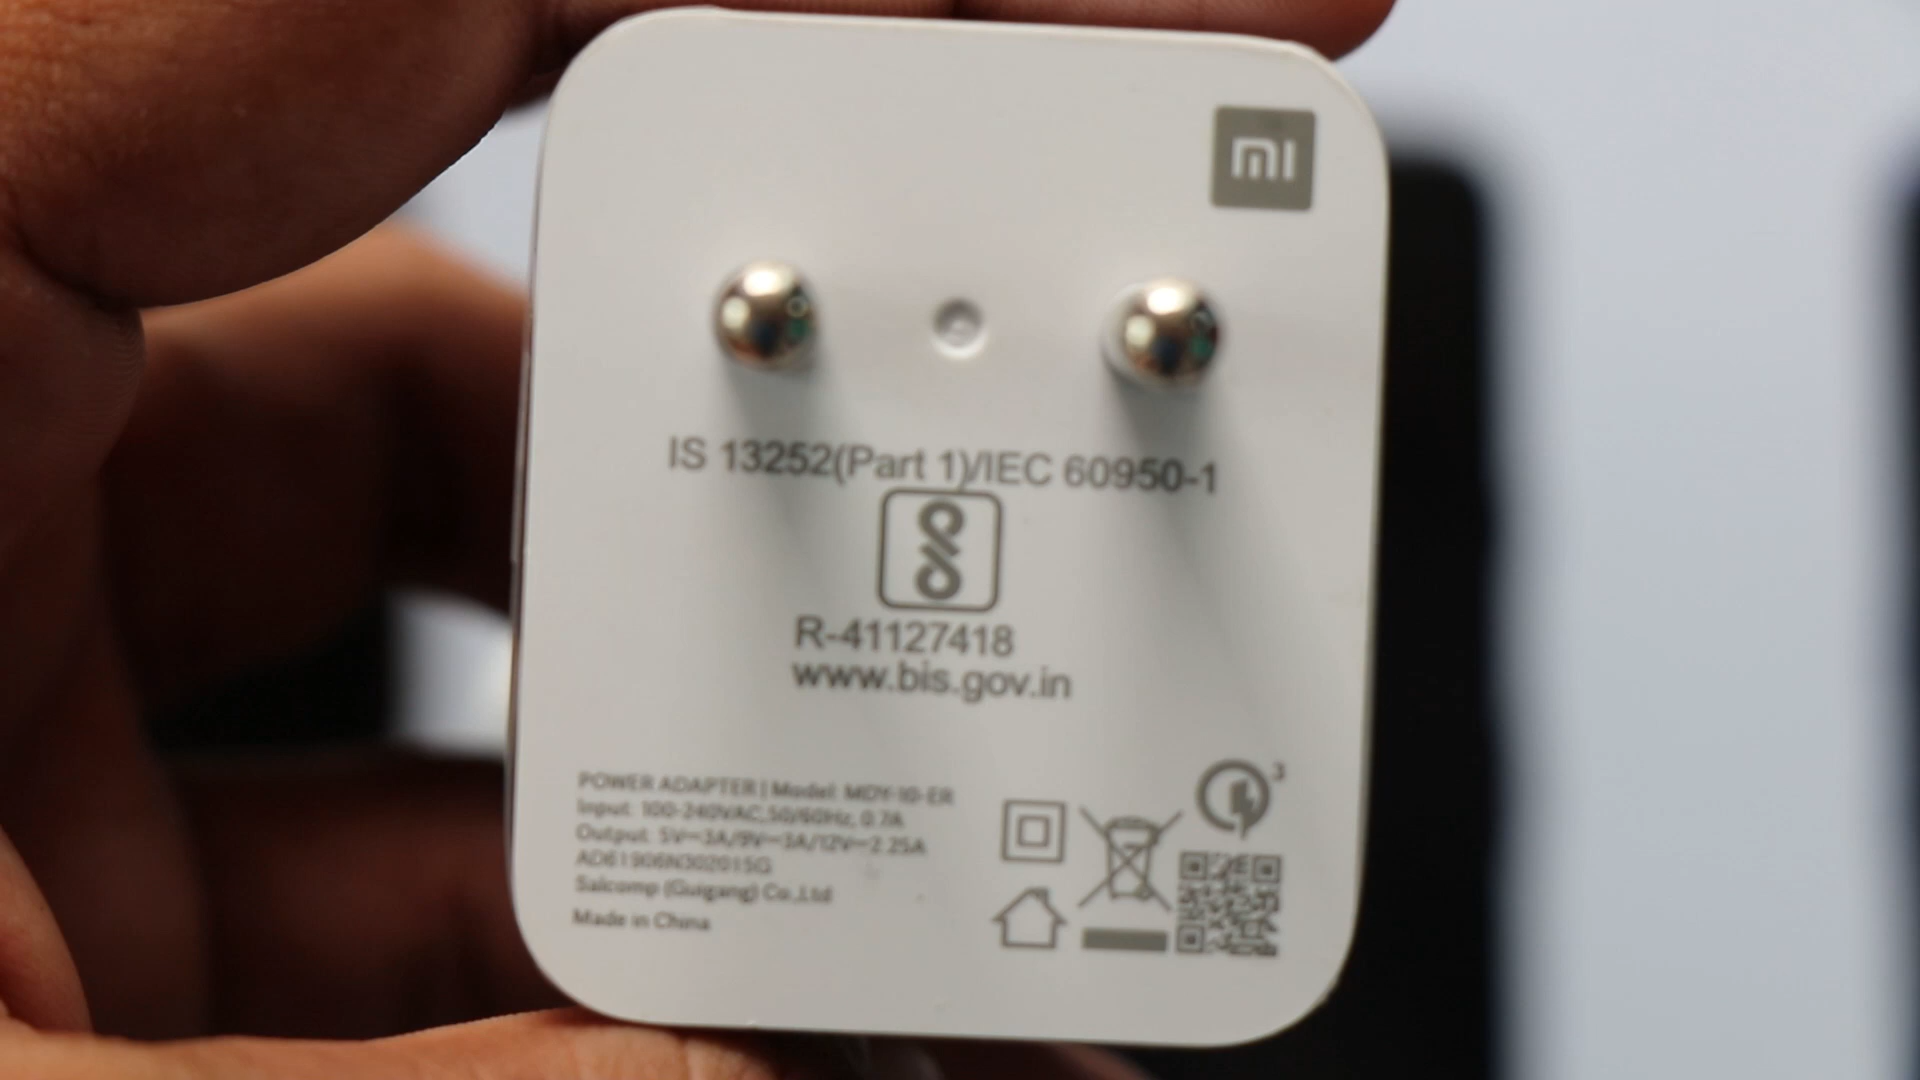 mi
IS 13252(Part 1)/IEC 60950-1
R-41127418
www.bis.gov.in
POWER ADAPTER | Model: MDY-10-ER
Input: 100-240VAC,50/60Hz, 0.7A
Output: 5V⎓3A/9V⎓3A/12V⎓2.25A
AD61906N302015G
Salcomp (Guigang) Co.,Ltd
Made in China
3